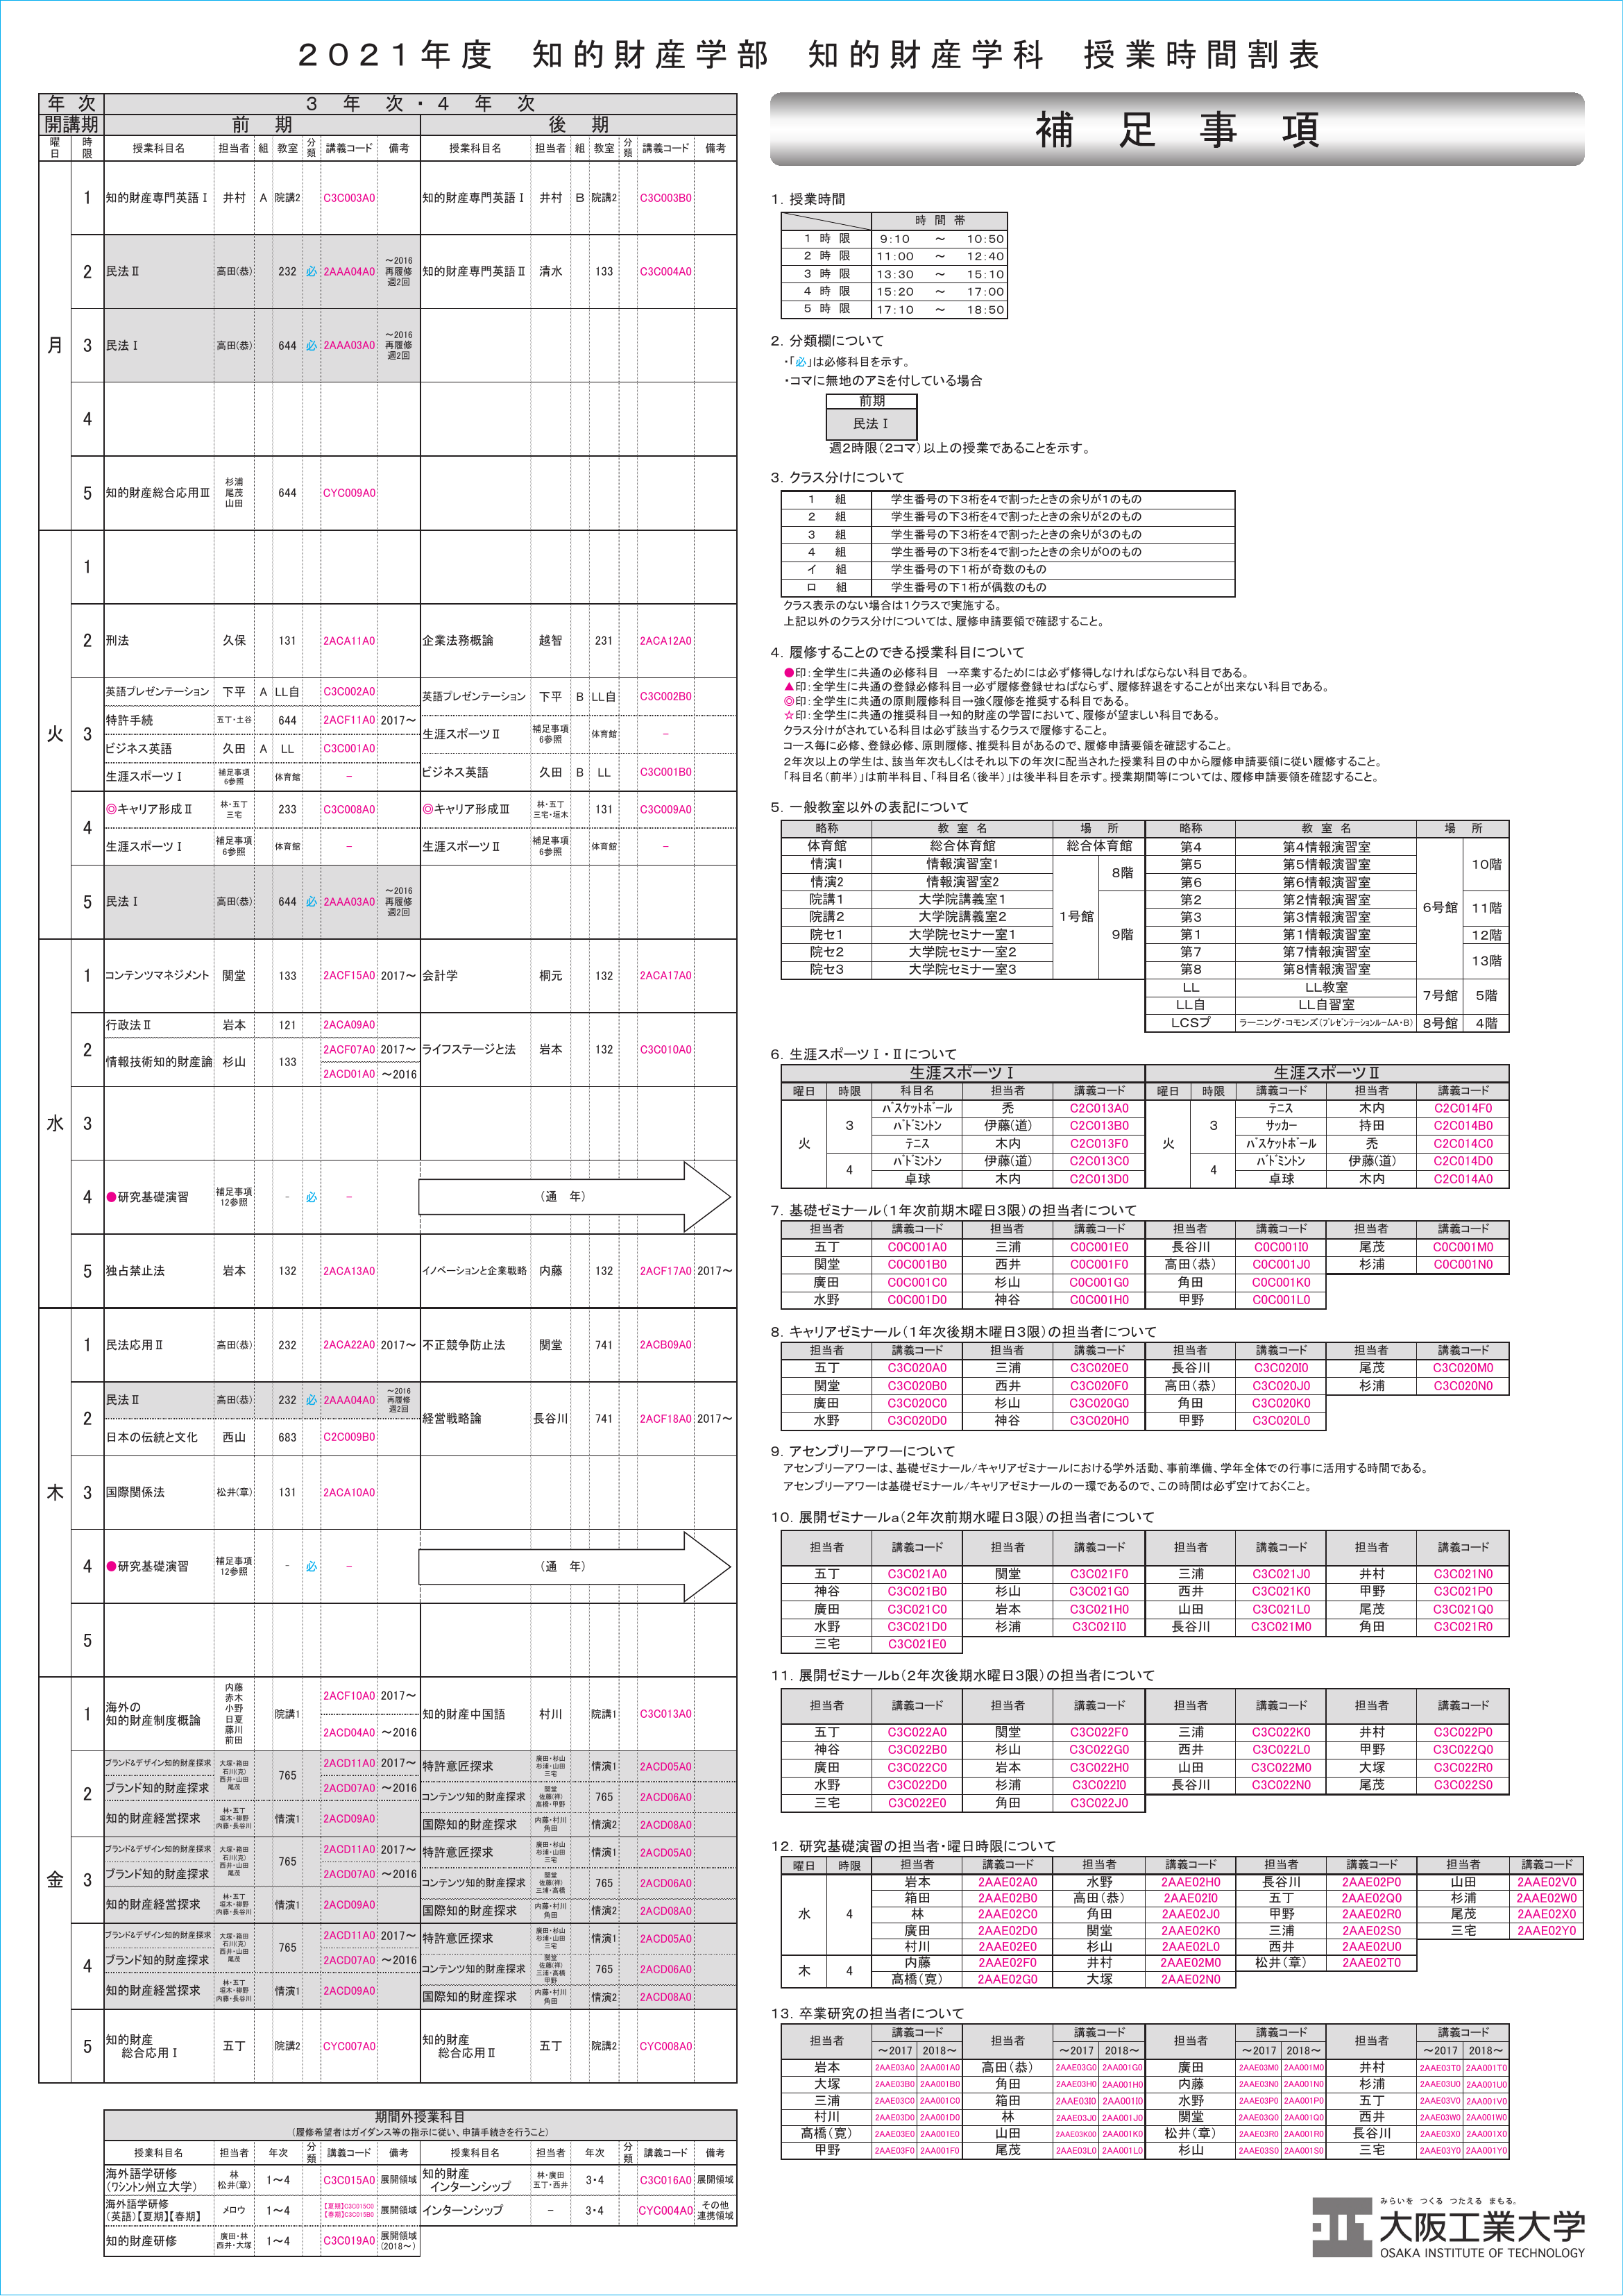 ２０２１年度　知的財産学部　知的財産学科　授業時間割表
年 次　３ 年 次・４ 年 次
開講期　前 期　後 期
曜日　時限　授業科目名　担当者　組　教室　分類　講義コード　備考　授業科目名　担当者　組　教室　分類　講義コード　備考
月
1　知的財産専門英語Ⅰ　井村　A　院講2　C3C003A0　知的財産専門英語Ⅰ　井村　B　院講2　C3C003B0
2　民法Ⅱ　高田(恭)　232　必　2AAA04A0　～2016 再履修 週2回　知的財産専門英語Ⅱ　清水　133　C3C004A0
3　民法Ⅰ　高田(恭)　644　必　2AAA03A0　～2016 再履修 週2回
4
5　知的財産総合応用Ⅲ　杉浦 尾茂 山田　644　CYC009A0
火
1
2　刑法　久保　131　2ACA11A0　企業法務概論　越智　231　2ACA12A0
3
英語プレゼンテーション　下平　A　LL自　C3C002A0
特許手続　五丁・土谷　644　2ACF11A0　2017～
ビジネス英語　久田　A　LL　C3C001A0
生涯スポーツⅠ　補足事項 6参照　体育館　－
英語プレゼンテーション　下平　B　LL自　C3C002B0
生涯スポーツⅡ　補足事項 6参照　体育館　－
ビジネス英語　久田　B　LL　C3C001B0
4
◎キャリア形成Ⅱ　林・五丁 三宅　233　C3C008A0　◎キャリア形成Ⅲ　林・五丁 三宅・垣木　131　C3C009A0
生涯スポーツⅠ　補足事項 6参照　体育館　－　生涯スポーツⅡ　補足事項 6参照　体育館　－
5　民法Ⅰ　高田(恭)　644　必　2AAA03A0　～2016 再履修 週2回
水
1　コンテンツマネジメント　関堂　133　2ACF15A0　2017～　会計学　桐元　132　2ACA17A0
2　行政法Ⅱ　岩本　121　2ACA09A0
情報技術知的財産論　杉山　133　2ACF07A0　2017～　2ACD01A0　～2016　ライフステージと法　岩本　132　C3C010A0
3
4　●研究基礎演習　補足事項 12参照　-　必　－　（通　年）
5　独占禁止法　岩本　132　2ACA13A0　イノベーションと企業戦略　内藤　132　2ACF17A0　2017～
木
1　民法応用Ⅱ　高田(恭)　232　2ACA22A0　2017～　不正競争防止法　関堂　741　2ACB09A0
2　民法Ⅱ　高田(恭)　232　必　2AAA04A0　～2016 再履修 週2回　経営戦略論　長谷川　741　2ACF18A0　2017～
日本の伝統と文化　西山　683　C2C009B0
3　国際関係法　松井(章)　131　2ACA10A0
4　●研究基礎演習　補足事項 12参照　-　必　－　（通　年）
5
金
1　海外の 知的財産制度概論　内藤 赤木 小野 日夏 藤川 前田　院講1　2ACF10A0　2017～　2ACD04A0　～2016　知的財産中国語　村川　院講1　C3C013A0
2
ブランド&デザイン知的財産探求　大塚・箱田 石川(克) 西井・山田 尾茂　765　2ACD11A0　2017～
ブランド知的財産探求　2ACD07A0　～2016
知的財産経営探求　林・五丁 垣木・柳野 内藤・長谷川　情演1　2ACD09A0
特許意匠探求　廣田・杉山 杉浦・山田 三宅　情演1　2ACD05A0
コンテンツ知的財産探求　関堂 佐藤(祥) 高橋・甲野　765　2ACD06A0
国際知的財産探求　内藤・村川 角田　情演2　2ACD08A0
3
ブランド&デザイン知的財産探求　大塚・箱田 石川(克) 西井・山田 尾茂　765　2ACD11A0　2017～
ブランド知的財産探求　2ACD07A0　～2016
知的財産経営探求　林・五丁 垣木・柳野 内藤・長谷川　情演1　2ACD09A0
特許意匠探求　廣田・杉山 杉浦・山田 三宅　情演1　2ACD05A0
コンテンツ知的財産探求　関堂 佐藤(祥) 三浦・高橋　765　2ACD06A0
国際知的財産探求　内藤・村川 角田　情演2　2ACD08A0
4
ブランド&デザイン知的財産探求　大塚・箱田 石川(克) 西井・山田 尾茂　765　2ACD11A0　2017～
ブランド知的財産探求　2ACD07A0　～2016
知的財産経営探求　林・五丁 垣木・柳野 内藤・長谷川　情演1　2ACD09A0
特許意匠探求　廣田・杉山 杉浦・山田 三宅　情演1　2ACD05A0
コンテンツ知的財産探求　関堂 佐藤(祥) 三浦・高橋 甲野　765　2ACD06A0
国際知的財産探求　内藤・村川 角田　情演2　2ACD08A0
5　知的財産 総合応用Ⅰ　五丁　院講2　CYC007A0　知的財産 総合応用Ⅱ　五丁　院講2　CYC008A0
期間外授業科目
（履修希望者はガイダンス等の指示に従い、申請手続きを行うこと）
授業科目名　担当者　年次　分類　講義コード　備考　授業科目名　担当者　年次　分類　講義コード　備考
海外語学研修 （ワシントン州立大学）　林 松井(章)　1～4　C3C015A0　展開領域　知的財産 インターンシップ　林・廣田 五丁・西井　3・4　C3C016A0　展開領域
海外語学研修 （英語）【夏期】【春期】　メロウ　1～4　【夏期】C3C015C0 【春期】C3C015B0　展開領域　インターンシップ　－　3・4　CYC004A0　その他 連携領域
知的財産研修　廣田・林 西井・大塚　1～4　C3C019A0　展開領域 (2018～)
補 足 事 項
１．授業時間
時 間 帯
１ 時 限　9:10 ～ 10:50
２ 時 限　11:00 ～ 12:40
３ 時 限　13:30 ～ 15:10
４ 時 限　15:20 ～ 17:00
５ 時 限　17:10 ～ 18:50
２．分類欄について
・「必」は必修科目を示す。
・コマに無地のアミを付している場合
前期
民法Ⅰ
週２時限（２コマ）以上の授業であることを示す。
３．クラス分けについて
１　組　学生番号の下３桁を４で割ったときの余りが１のもの
２　組　学生番号の下３桁を４で割ったときの余りが２のもの
３　組　学生番号の下３桁を４で割ったときの余りが３のもの
４　組　学生番号の下３桁を４で割ったときの余りが０のもの
イ　組　学生番号の下１桁が奇数のもの
ロ　組　学生番号の下１桁が偶数のもの
クラス表示のない場合は１クラスで実施する。
上記以外のクラス分けについては、履修申請要領で確認すること。
４．履修することのできる授業科目について
●印：全学生に共通の必修科目　→卒業するためには必ず修得しなければならない科目である。
▲印：全学生に共通の登録必修科目→必ず履修登録せねばならず、履修辞退をすることが出来ない科目である。
◎印：全学生に共通の原則履修科目→強く履修を推奨する科目である。
☆印：全学生に共通の推奨科目→知的財産の学習において、履修が望ましい科目である。
クラス分けがされている科目は必ず該当するクラスで履修すること。
コース毎に必修、登録必修、原則履修、推奨科目があるので、履修申請要領を確認すること。
２年次以上の学生は、該当年次もしくはそれ以下の年次に配当された授業科目の中から履修申請要領に従い履修すること。
「科目名（前半）」は前半科目、「科目名（後半）」は後半科目を示す。授業期間等については、履修申請要領を確認すること。
５．一般教室以外の表記について
略称　教 室 名　場　所　略称　教 室 名　場　所
体育館　総合体育館　総合体育館　第４　第４情報演習室　6号館　10階
情演1　情報演習室1　1号館　8階　第５　第５情報演習室
情演2　情報演習室2　第６　第６情報演習室
院講1　大学院講義室1　9階　第２　第２情報演習室　11階
院講2　大学院講義室2　第３　第３情報演習室
院セ1　大学院セミナー室1　第１　第１情報演習室　12階
院セ2　大学院セミナー室2　第７　第７情報演習室　13階
院セ3　大学院セミナー室3　第８　第８情報演習室
LL　LL教室　7号館　5階
LL自　LL自習室
LCSプ　ラーニング・コモンズ（プレゼンテーションルームA・B）　8号館　4階
６．生涯スポーツⅠ・Ⅱについて
生涯スポーツⅠ　生涯スポーツⅡ
曜日　時限　科目名　担当者　講義コード　曜日　時限　講義コード　担当者　講義コード
火　3　バスケットボール　禿　C2C013A0　火　3　テニス　木内　C2C014F0
バドミントン　伊藤(道)　C2C013B0　サッカー　持田　C2C014B0
テニス　木内　C2C013F0　バスケットボール　禿　C2C014C0
4　バドミントン　伊藤(道)　C2C013C0　4　バドミントン　伊藤(道)　C2C014D0
卓球　木内　C2C013D0　卓球　木内　C2C014A0
７．基礎ゼミナール（１年次前期木曜日３限）の担当者について
担当者　講義コード　担当者　講義コード　担当者　講義コード　担当者　講義コード
五丁　C0C001A0　三浦　C0C001E0　長谷川　C0C001I0　尾茂　C0C001M0
関堂　C0C001B0　西井　C0C001F0　高田（恭）　C0C001J0　杉浦　C0C001N0
廣田　C0C001C0　杉山　C0C001G0　角田　C0C001K0
水野　C0C001D0　神谷　C0C001H0　甲野　C0C001L0
８．キャリアゼミナール（１年次後期木曜日３限）の担当者について
担当者　講義コード　担当者　講義コード　担当者　講義コード　担当者　講義コード
五丁　C3C020A0　三浦　C3C020E0　長谷川　C3C020I0　尾茂　C3C020M0
関堂　C3C020B0　西井　C3C020F0　高田（恭）　C3C020J0　杉浦　C3C020N0
廣田　C3C020C0　杉山　C3C020G0　角田　C3C020K0
水野　C3C020D0　神谷　C3C020H0　甲野　C3C020L0
９．アセンブリーアワーについて
アセンブリーアワーは、基礎ゼミナール/キャリアゼミナールにおける学外活動、事前準備、学年全体での行事に活用する時間である。
アセンブリーアワーは基礎ゼミナール/キャリアゼミナールの一環であるので、この時間は必ず空けておくこと。
１０．展開ゼミナールa（２年次前期水曜日３限）の担当者について
担当者　講義コード　担当者　講義コード　担当者　講義コード　担当者　講義コード
五丁　C3C021A0　関堂　C3C021F0　三浦　C3C021J0　井村　C3C021N0
神谷　C3C021B0　杉山　C3C021G0　西井　C3C021K0　甲野　C3C021P0
廣田　C3C021C0　岩本　C3C021H0　山田　C3C021L0　尾茂　C3C021Q0
水野　C3C021D0　杉浦　C3C021I0　長谷川　C3C021M0　角田　C3C021R0
三宅　C3C021E0
１１．展開ゼミナールb（２年次後期水曜日３限）の担当者について
担当者　講義コード　担当者　講義コード　担当者　講義コード　担当者　講義コード
五丁　C3C022A0　関堂　C3C022F0　三浦　C3C022K0　井村　C3C022P0
神谷　C3C022B0　杉山　C3C022G0　西井　C3C022L0　甲野　C3C022Q0
廣田　C3C022C0　岩本　C3C022H0　山田　C3C022M0　大塚　C3C022R0
水野　C3C022D0　杉浦　C3C022I0　長谷川　C3C022N0　尾茂　C3C022S0
三宅　C3C022E0　角田　C3C022J0
１２．研究基礎演習の担当者・曜日時限について
曜日　時限　担当者　講義コード　担当者　講義コード　担当者　講義コード　担当者　講義コード
水　4　岩本　2AAE02A0　水野　2AAE02H0　長谷川　2AAE02P0　山田　2AAE02V0
箱田　2AAE02B0　高田（恭）　2AAE02I0　五丁　2AAE02Q0　杉浦　2AAE02W0
林　2AAE02C0　角田　2AAE02J0　甲野　2AAE02R0　尾茂　2AAE02X0
廣田　2AAE02D0　関堂　2AAE02K0　三浦　2AAE02S0　三宅　2AAE02Y0
村川　2AAE02E0　杉山　2AAE02L0　西井　2AAE02U0
木　4　内藤　2AAE02F0　井村　2AAE02M0　松井（章）　2AAE02T0
高橋（寛）　2AAE02G0　大塚　2AAE02N0
１３．卒業研究の担当者について
担当者　講義コード　担当者　講義コード　担当者　講義コード　担当者　講義コード
～2017　2018～　～2017　2018～　～2017　2018～　～2017　2018～
岩本　2AAE03A0　2AA001A0　高田（恭）　2AAE03G0　2AA001G0　廣田　2AAE03M0　2AA001M0　井村　2AAE03T0　2AA001T0
大塚　2AAE03B0　2AA001B0　角田　2AAE03H0　2AA001H0　内藤　2AAE03N0　2AA001N0　杉浦　2AAE03U0　2AA001U0
三浦　2AAE03C0　2AA001C0　箱田　2AAE03I0　2AA001I0　水野　2AAE03P0　2AA001P0　五丁　2AAE03V0　2AA001V0
村川　2AAE03D0　2AA001D0　林　2AAE03J0　2AA001J0　関堂　2AAE03Q0　2AA001Q0　西井　2AAE03W0　2AA001W0
高橋（寛）　2AAE03E0　2AA001E0　山田　2AAE03K00　2AA001K0　松井（章）　2AAE03R0　2AA001R0　長谷川　2AAE03X0　2AA001X0
甲野　2AAE03F0　2AA001F0　尾茂　2AAE03L0　2AA001L0　杉山　2AAE03S0　2AA001S0　三宅　2AAE03Y0　2AA001Y0
みらいを つくる つたえる まもる。
大阪工業大学
OSAKA INSTITUTE OF TECHNOLOGY